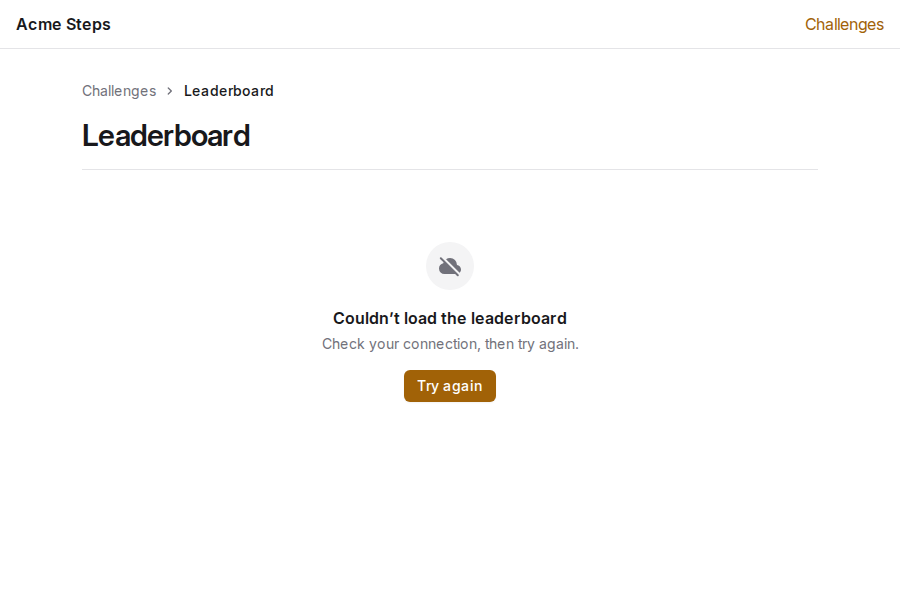 Acme Steps
Challenges
Challenges > Leaderboard
Leaderboard
Couldn’t load the leaderboard
Check your connection, then try again.
Try again